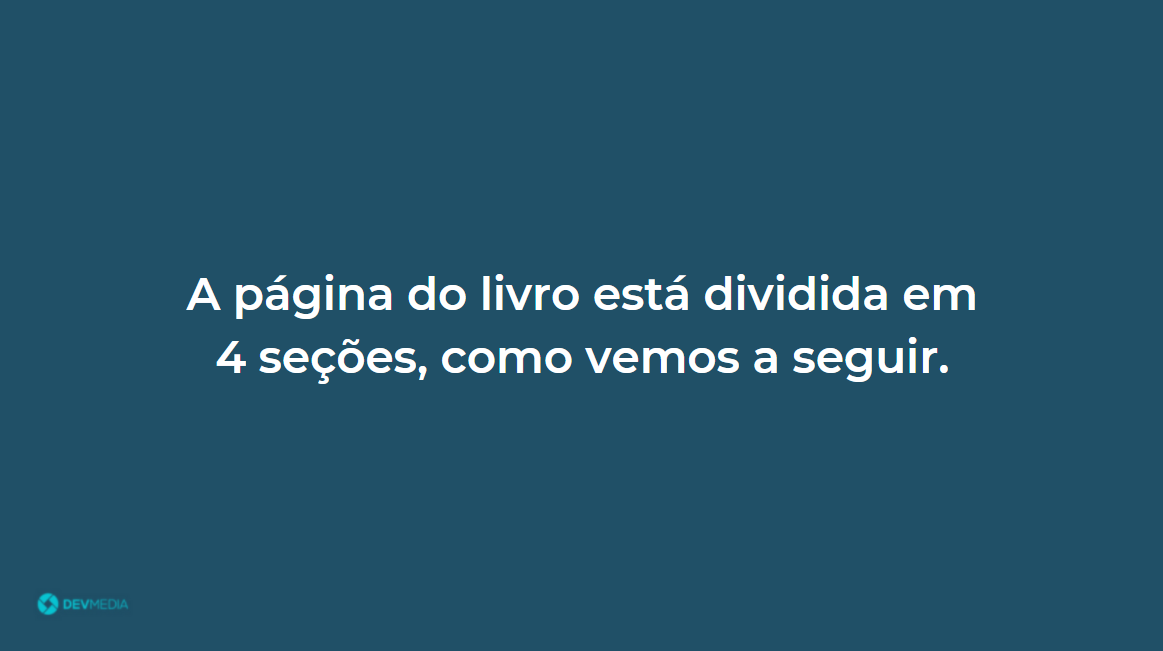 A página do livro está dividida em
4 seções, como vemos a seguir.
DEVMEDIA